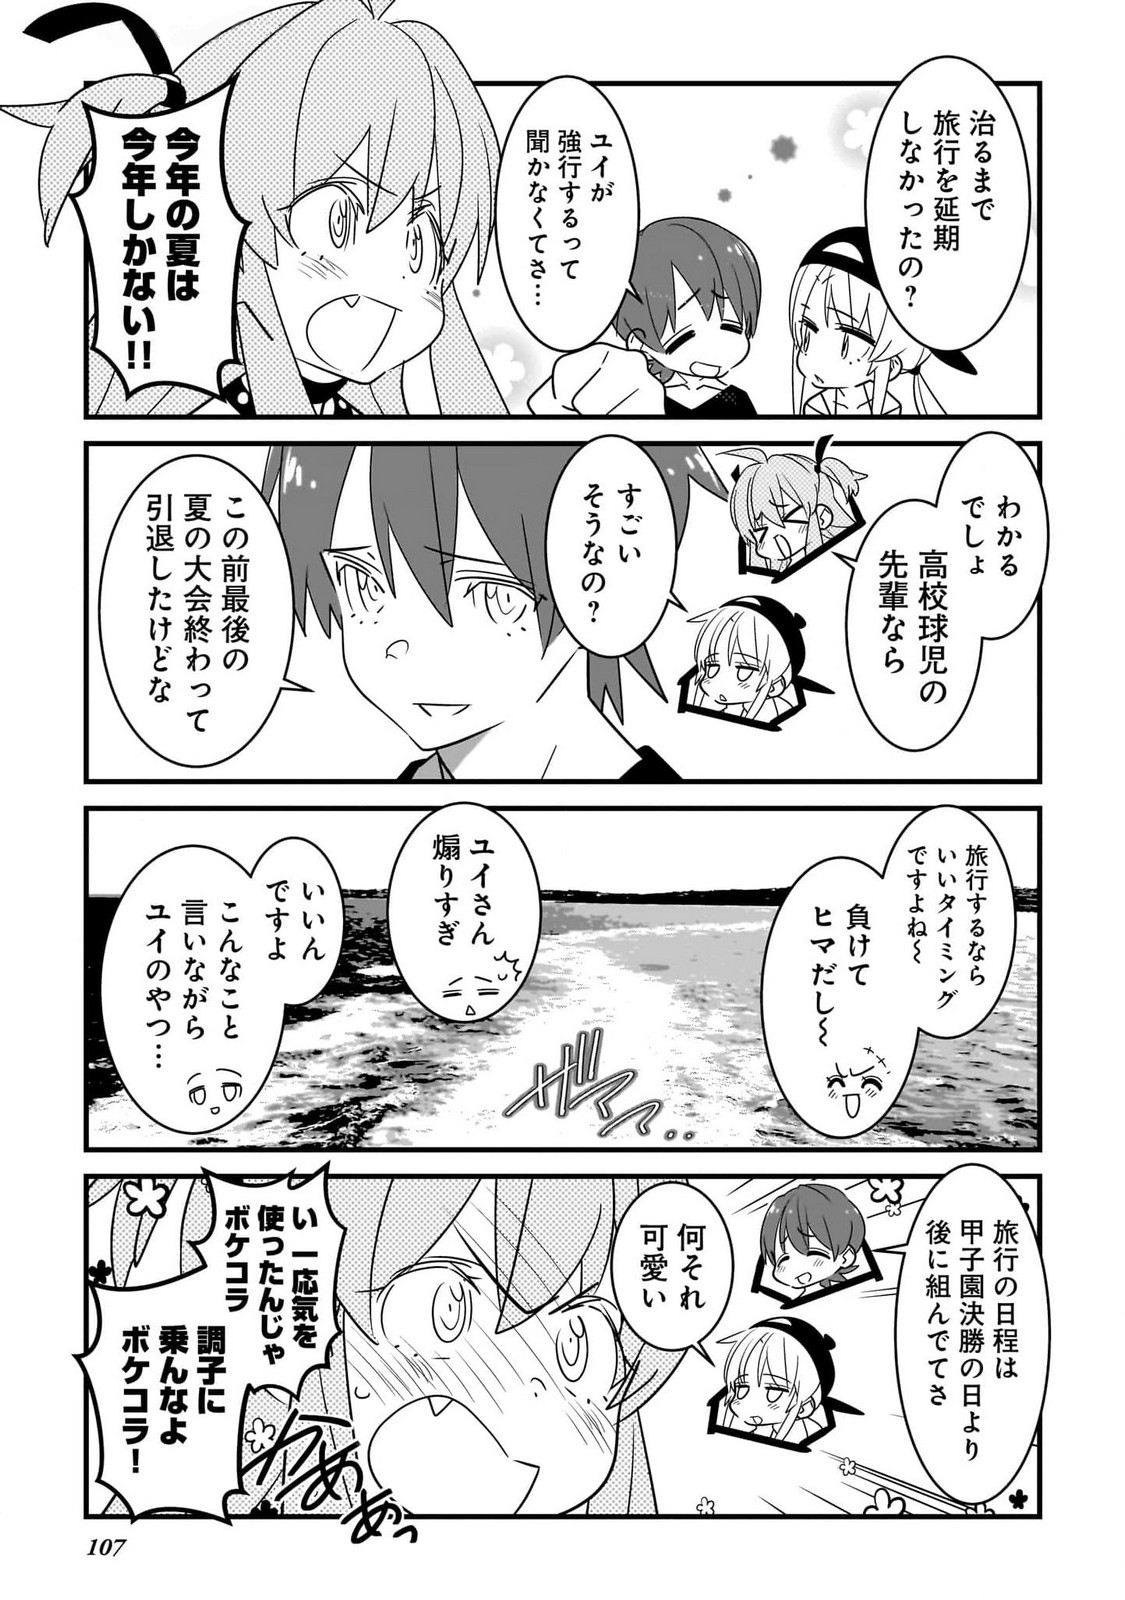 治るまで
旅行を延期
しなかったの?
ユイが
強行するって
聞かなくてさ…
今年の夏は
今年しかない!!
わかる
でしょ
高校球児の
先輩なら
すごい
そうなの?
この前最後の
夏の大会終わって
引退したけどな
旅行するなら
いいタイミング
ですよね〜
負けて
ヒマだし〜
ユイさん
煽りすぎ
ザマァ…
いいん
ですよ
こんなこと
言いながら
ユイのやつ…
旅行の日程は
甲子園決勝の日より
後に組んでてさ
何それ
可愛い
い 一応気を
使ったんじゃ
ボケコラ
調子に
乗んなよ
ボケコラ!
かぁぁぁっ
107